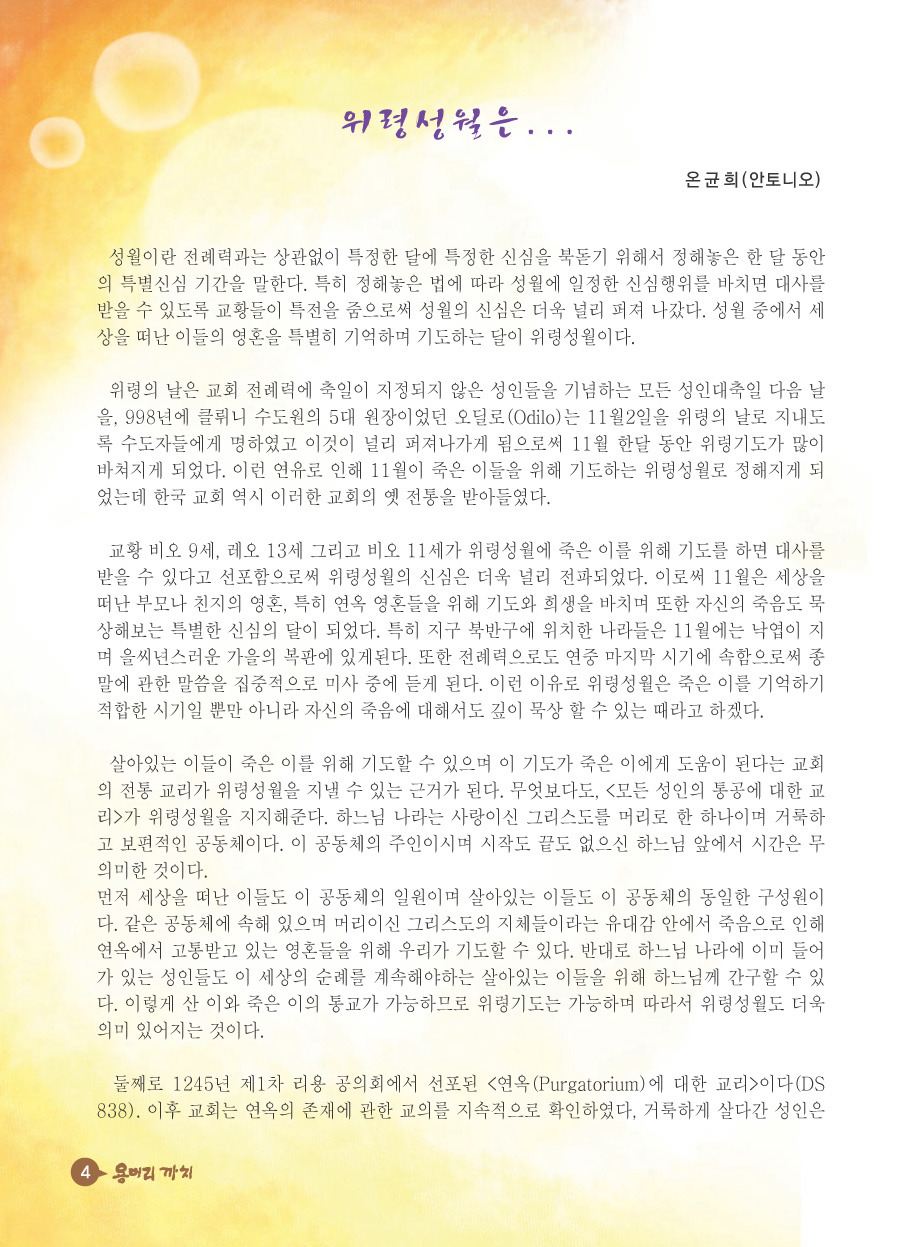 위령성월은...
온균희(안토니오)
성월이란 전례력과는 상관없이 특정한 달에 특정한 신심을 북돋기 위해서 정해놓은 한 달 동안
의 특별신심 기간을 말한다. 특히 정해놓은 법에 따라 성월에 일정한 신심행위를 바치면 대사를
받을 수 있도록 교황들이 특전을 줌으로써 성월의 신심은 더욱 널리 퍼져 나갔다. 성월 중에서 세
상을 떠난 이들의 영혼을 특별히 기억하며 기도하는 달이 위령성월이다.
위령의 날은 교회 전례력에 축일이 지정되지 않은 성인들을 기념하는 모든 성인대축일 다음 날
을, 998년에 클뤼니 수도원의 5대 원장이었던 오딜로(Odilo)는 11월2일을 위령의 날로 지내도
록 수도자들에게 명하였고 이것이 널리 퍼져나가게 됨으로써 11월 한달 동안 위령기도가 많이
바쳐지게 되었다. 이런 연유로 인해 11월이 죽은 이들을 위해 기도하는 위령성월로 정해지게 되
었는데 한국 교회 역시 이러한 교회의 옛 전통을 받아들였다.
교황 비오 9세, 레오 13세 그리고 비오 11세가 위령성월에 죽은 이를 위해 기도를 하면 대사를
받을 수 있다고 선포함으로써 위령성월의 신심은 더욱 널리 전파되었다. 이로써 11월은 세상을
떠난 부모나 친지의 영혼, 특히 연옥 영혼들을 위해 기도와 희생을 바치며 또한 자신의 죽음도 묵
상해보는 특별한 신심의 달이 되었다. 특히 지구 북반구에 위치한 나라들은 11월에는 낙엽이 지
며 을씨년스러운 가을의 복판에 있게된다. 또한 전례력으로도 연중 마지막 시기에 속함으로써 종
말에 관한 말씀을 집중적으로 미사 중에 듣게 된다. 이런 이유로 위령성월은 죽은 이를 기억하기
적합한 시기일 뿐만 아니라 자신의 죽음에 대해서도 깊이 묵상 할 수 있는 때라고 하겠다.
살아있는 이들이 죽은 이를 위해 기도할 수 있으며 이 기도가 죽은 이에게 도움이 된다는 교회
의 전통 교리가 위령성월을 지낼 수 있는 근거가 된다. 무엇보다도, <모든 성인의 통공에 대한 교
리>가 위령성월을 지지해준다. 하느님 나라는 사랑이신 그리스도를 머리로 한 하나이며 거룩하
고 보편적인 공동체이다. 이 공동체의 주인이시며 시작도 끝도 없으신 하느님 앞에서 시간은 무
의미한 것이다.
먼저 세상을 떠난 이들도 이 공동체의 일원이며 살아있는 이들도 이 공동체의 동일한 구성원이
다. 같은 공동체에 속해 있으며 머리이신 그리스도의 지체들이라는 유대감 안에서 죽음으로 인해
연옥에서 고통받고 있는 영혼들을 위해 우리가 기도할 수 있다. 반대로 하느님 나라에 이미 들어
가 있는 성인들도 이 세상의 순례를 계속해야하는 살아있는 이들을 위해 하느님께 간구할 수 있
다. 이렇게 산 이와 죽은 이의 통교가 가능하므로 위령기도는 가능하며 따라서 위령성월도 더욱
의미 있어지는 것이다.
둘째로 1245년 제1차 리용 공의회에서 선포된 <연옥(Purgatorium)에 대한 교리>이다(DS
838). 이후 교회는 연옥의 존재에 관한 교의를 지속적으로 확인하였다, 거룩하게 살다간 성인은
4 용머리 까치